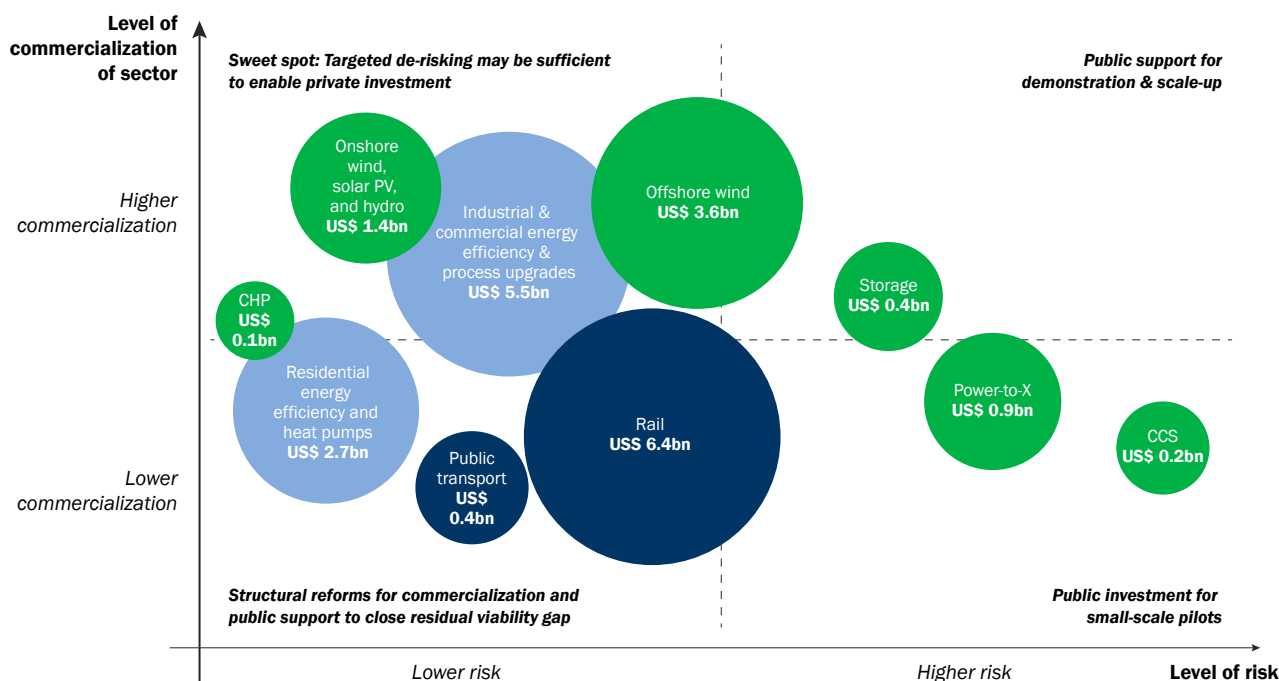 Level of
commercialization
of sector
Sweet spot: Targeted de-risking may be sufficient
to enable private investment
Public support for
demonstration & scale-up
Higher
commercialization
Onshore
wind,
solar PV,
and hydro
US$ 1.4bn
Industrial &
commercial energy
efficiency &
process upgrades
US$ 5.5bn
Offshore wind
US$ 3.6bn
Storage
US$ 0.4bn
CHP
US$
0.1bn
Residential
energy
efficiency and
heat pumps
US$ 2.7bn
Public
transport
US$
0.4bn
Rail
USS 6.4bn
Power-to-X
US$ 0.9bn
CCS
US$ 0.2bn
Lower
commercialization
Structural reforms for commercialization and
public support to close residual viability gap
Public investment for
small-scale pilots
Lower risk
Higher risk
Level of risk